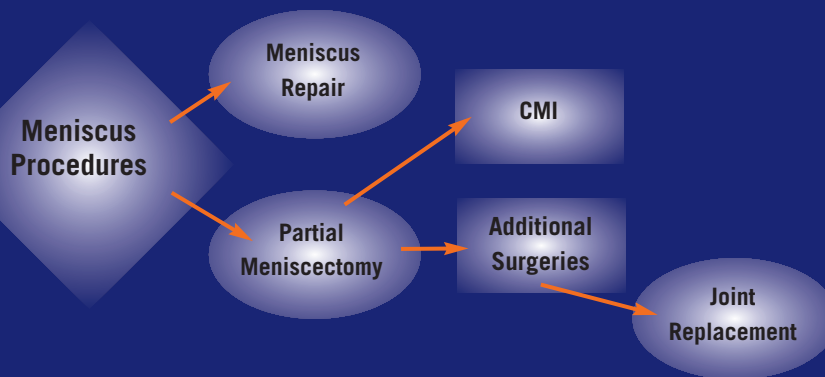 Meniscus
Procedures
Meniscus
Repair
Partial
Meniscectomy
CMI
Additional
Surgeries
Joint
Replacement